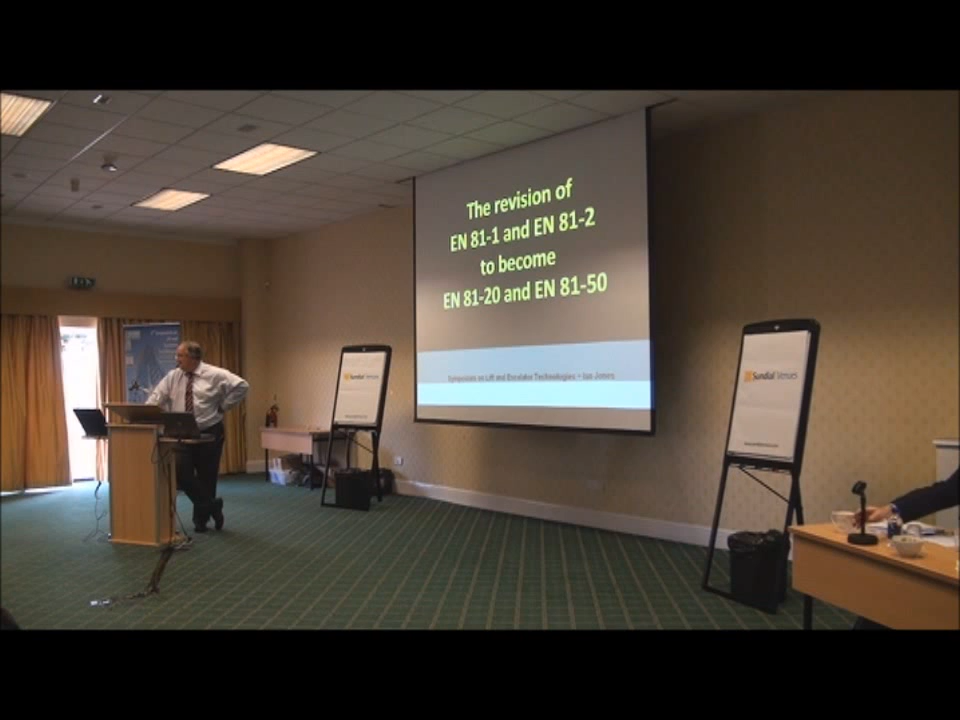 The revision of
EN 81-1 and EN 81-2
to become
EN 81-20 and EN 81-50
Symposium on Lift and Escalator Technologies – Ian Jones
Sundial Venues
Sundial Venues